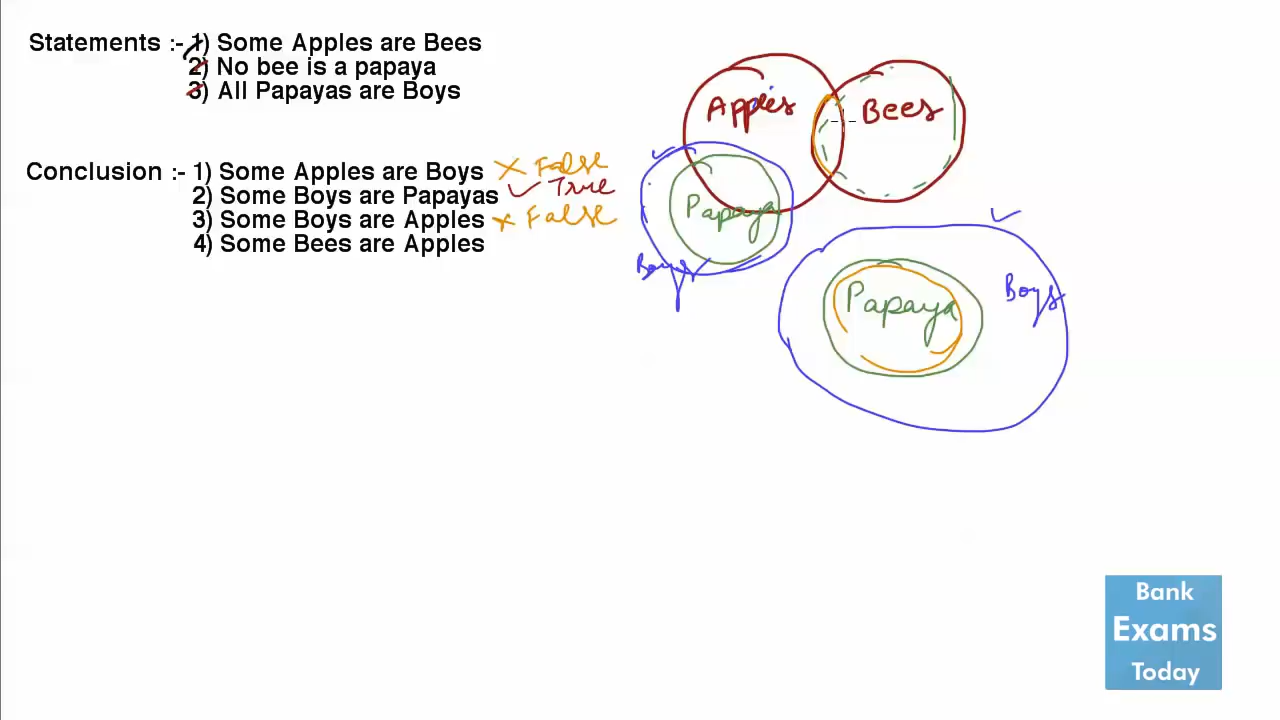 Statements :- 1) Some Apples are Bees
2) No bee is a papaya
3) All Papayas are Boys
Conclusion :- 1) Some Apples are Boys × False
2) Some Boys are Papayas ✓ True
3) Some Boys are Apples × False
4) Some Bees are Apples
Apples
Bees
Papaya
Boys
Papaya
Boys
Bank
Exams
Today